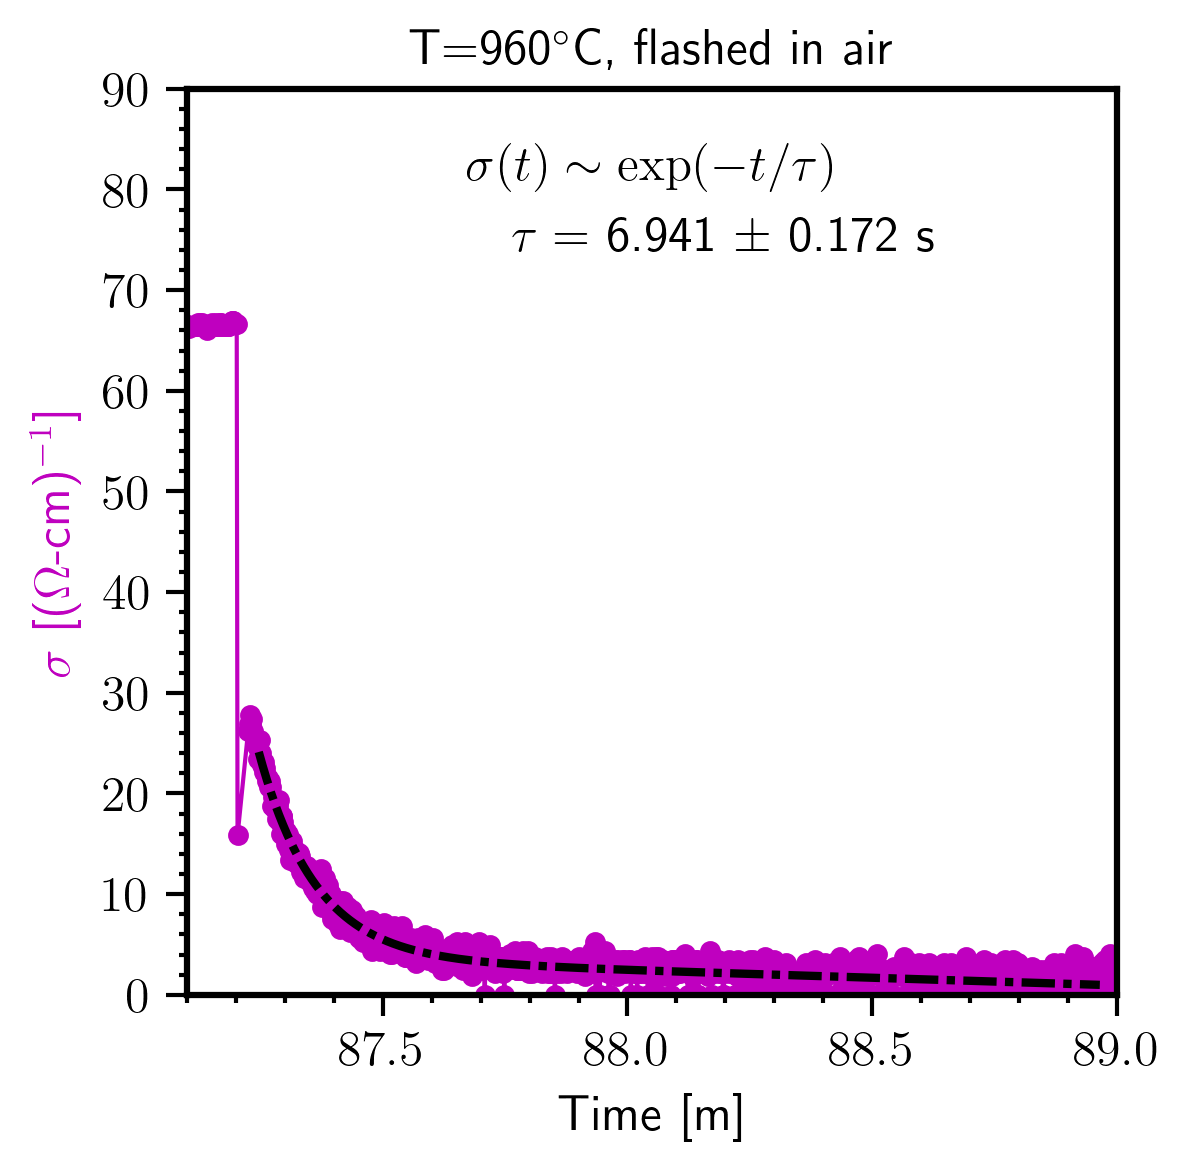 T=960°C, flashed in air
σ(t) ∼ exp(−t/τ)
τ = 6.941 ± 0.172 s
90
80
70
60
50
40
30
20
10
0
σ [(Ω-cm)⁻¹]
87.5 88.0 88.5 89.0
Time [m]